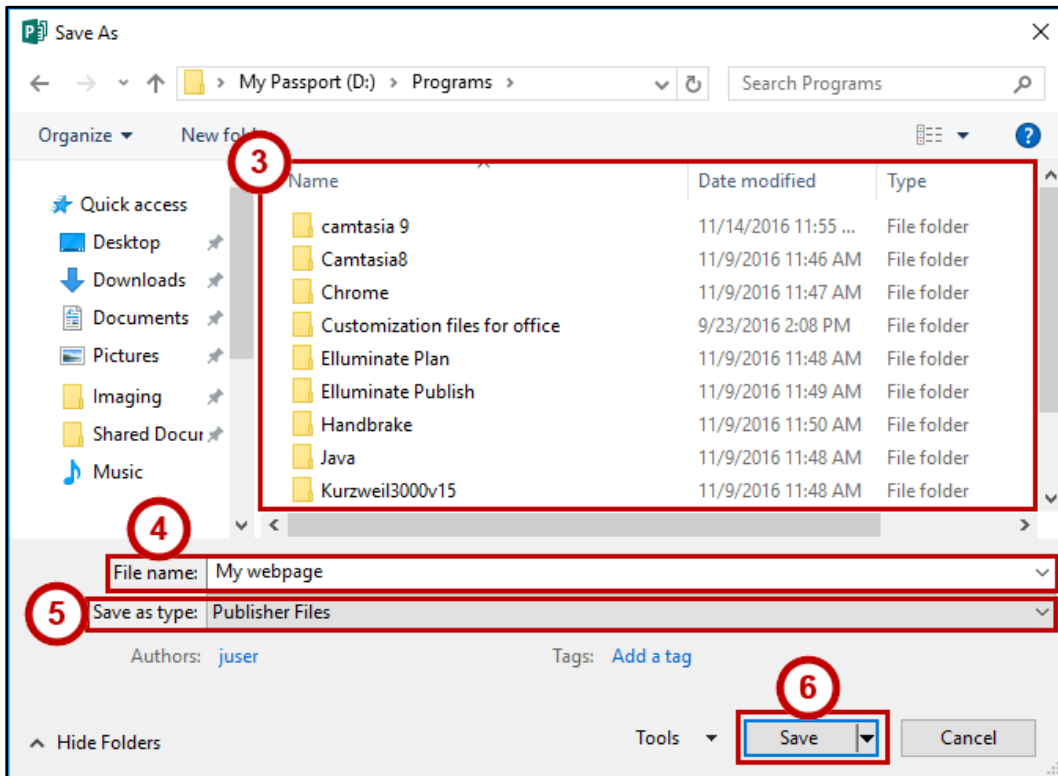 Save As
My Passport (D:) > Programs >
Search Programs
Organize
New fol
3
Name
Date modified
Type
Quick access
Desktop
Downloads
Documents
Pictures
Imaging
Shared Docur
Music
camtasia 9 11/14/2016 11:55 ... File folder
Camtasia8 11/9/2016 11:46 AM File folder
Chrome 11/9/2016 11:47 AM File folder
Customization files for office 9/23/2016 2:08 PM File folder
Elluminate Plan 11/9/2016 11:48 AM File folder
Elluminate Publish 11/9/2016 11:49 AM File folder
Handbrake 11/9/2016 11:50 AM File folder
Java 11/9/2016 11:48 AM File folder
Kurzweil3000v15 11/9/2016 11:48 AM File folder
4
File name: My webpage
5
Save as type: Publisher Files
Authors: juser
Tags: Add a tag
6
Hide Folders
Tools
Save
Cancel